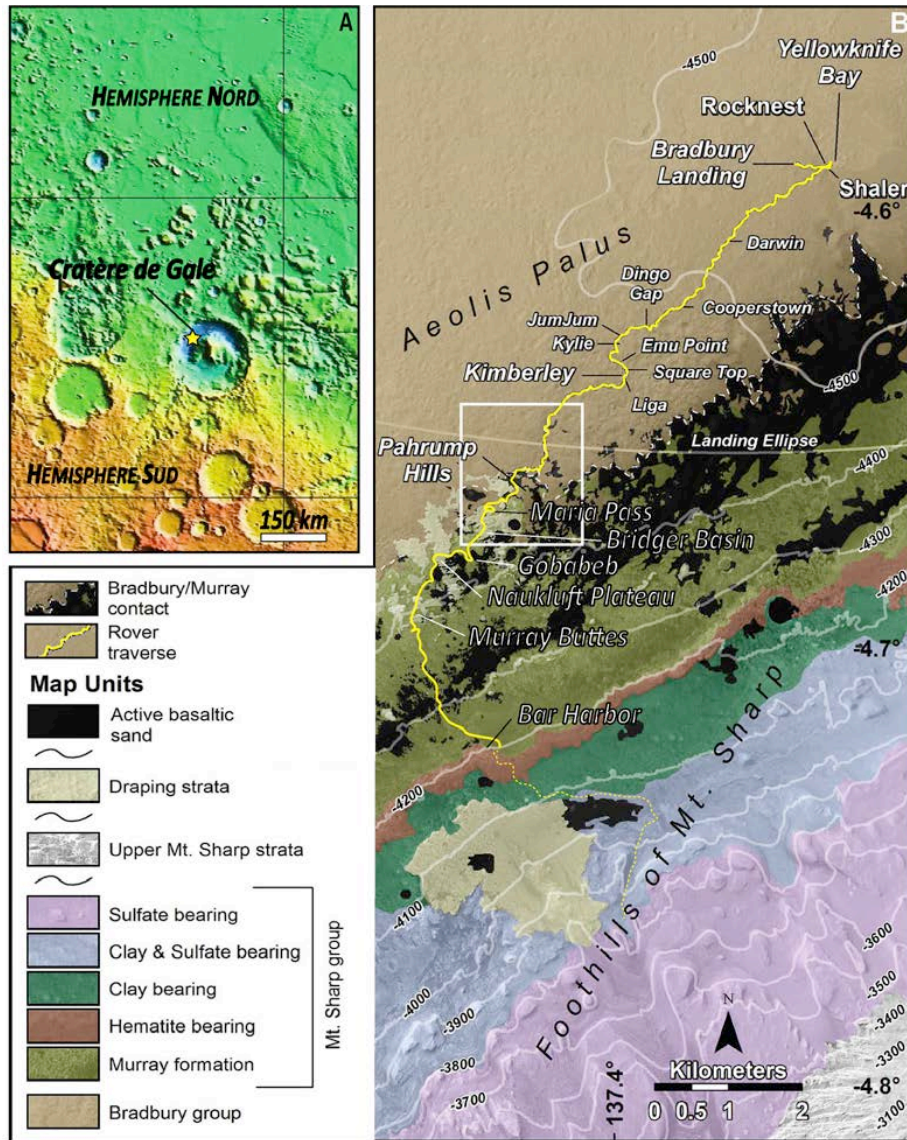 A
HEMISPHERE NORD
Cratère de Gale
HEMISPHERE SUD
150 km
B
-4500
Yellowknife
Bay
Rocknest
Bradbury
Landing
Shaler
-4.6°
Aeolis Palus
Darwin
Dingo
Gap
Cooperstown
JumJum
Kylie
Emu Point
Kimberley
Square Top
-4500
Liga
Landing Ellipse
Pahrump
Hills
-4400
Maria Pass
-4300
Bridger Basin
Gobabeb
-4200
Naukluft Plateau
Murray Buttes
-4.7°
Bar Harbor
-4200
Foothills of Mt. Sharp
-4100
-4000
-3900
-3800
-3700
-3600
-3500
-3400
-3300
-3200
-3100
N
Kilometers
0 0.5 1 2
-137.4°
-4.8°
Bradbury/Murray
contact
Rover
traverse
Map Units
Active basaltic
sand
Draping strata
Upper Mt. Sharp strata
Sulfate bearing
Clay & Sulfate bearing
Clay bearing
Hematite bearing
Murray formation
Mt. Sharp group
Bradbury group